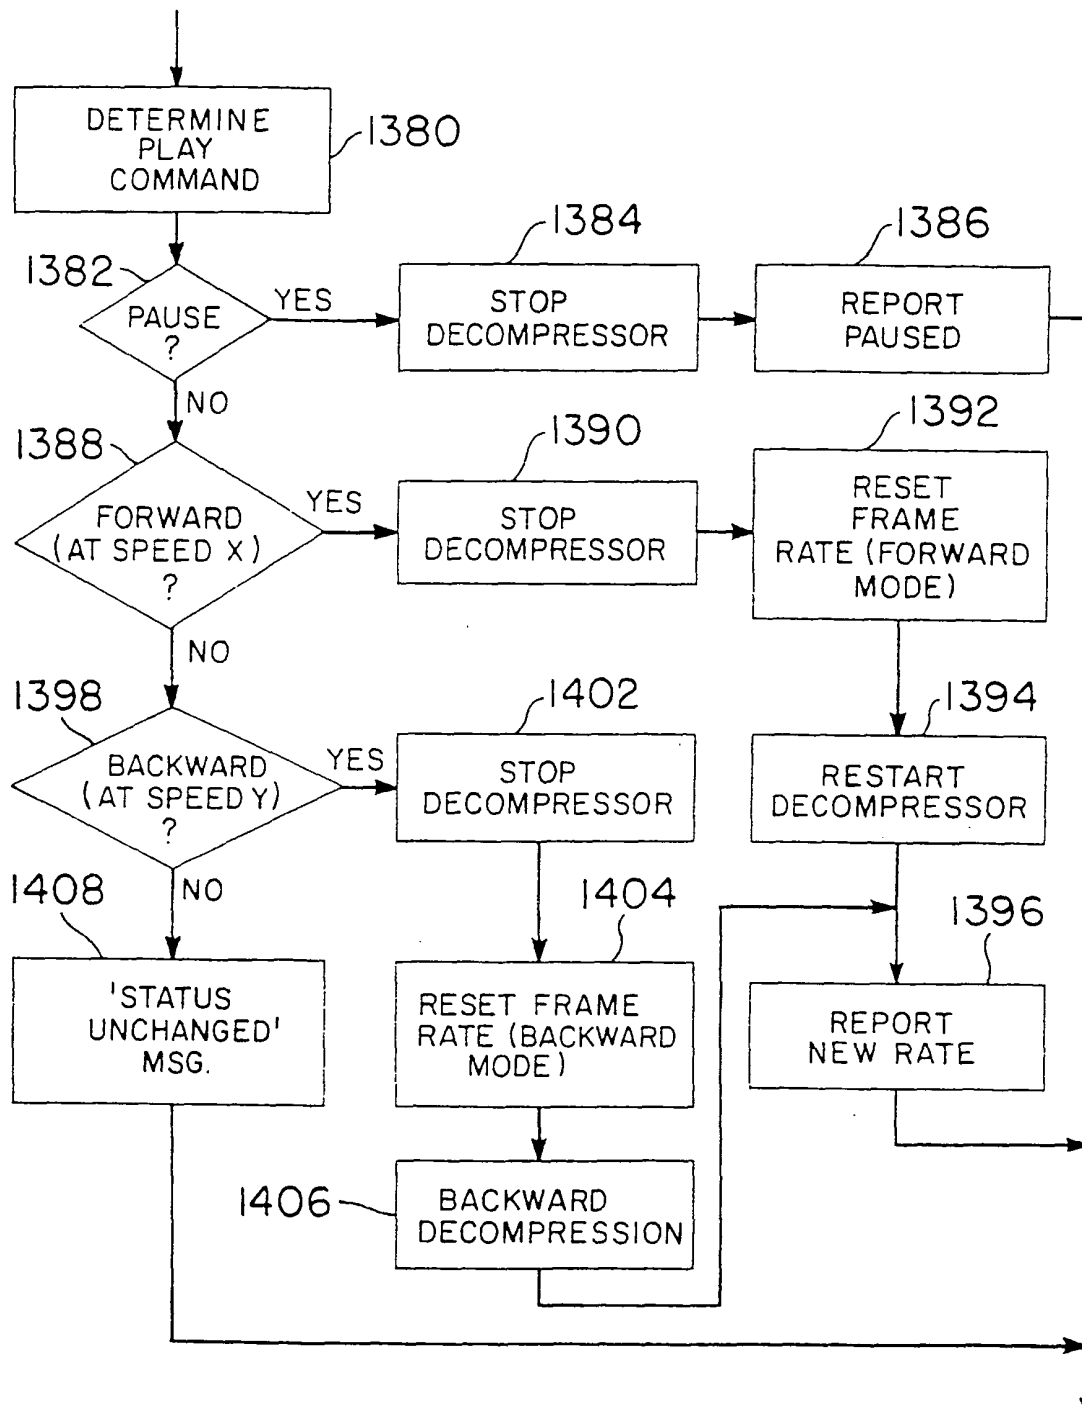 DETERMINE
PLAY
COMMAND
1380
1382
PAUSE
?
YES
NO
1384
STOP
DECOMPRESSOR
1386
REPORT
PAUSED
1388
FORWARD
(AT SPEED X)
?
YES
NO
1390
STOP
DECOMPRESSOR
1392
RESET
FRAME
RATE (FORWARD
MODE)
1394
RESTART
DECOMPRESSOR
1398
BACKWARD
(AT SPEED Y)
?
YES
NO
1402
STOP
DECOMPRESSOR
1404
RESET FRAME
RATE (BACKWARD
MODE)
1396
REPORT
NEW RATE
1408
'STATUS
UNCHANGED'
MSG.
1406
BACKWARD
DECOMPRESSION